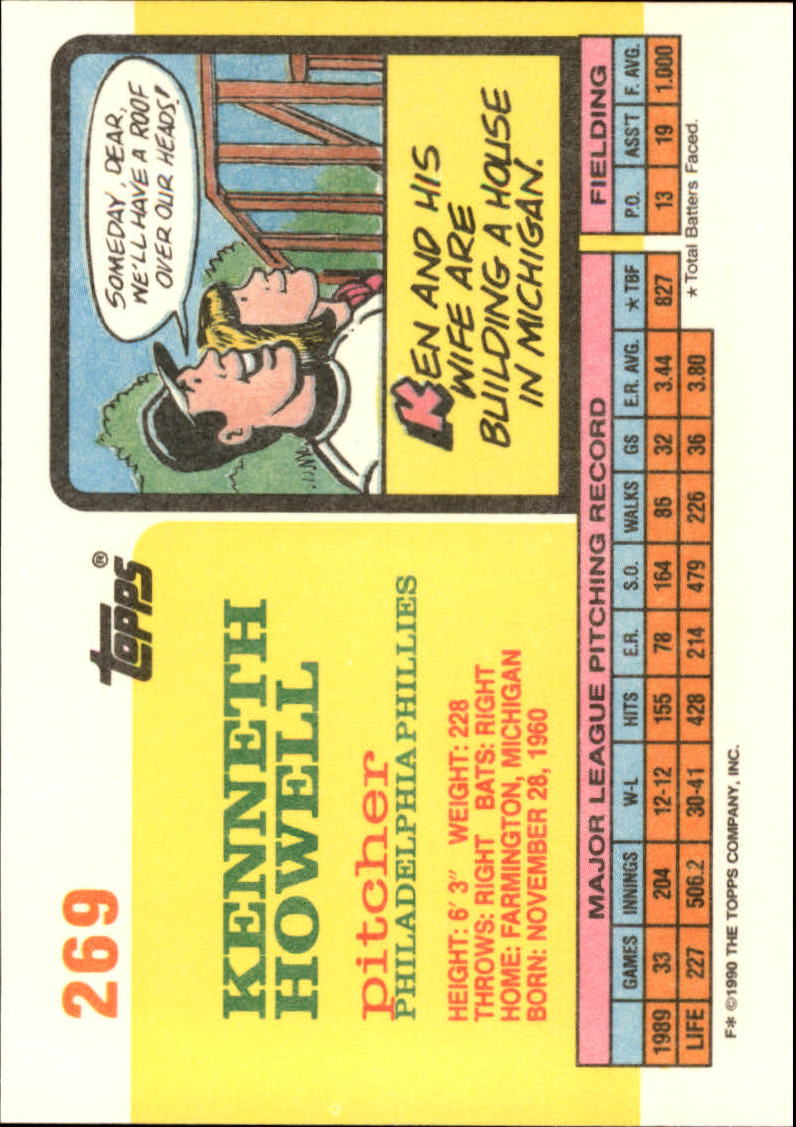 269
topps®
KENNETH
HOWELL
pitcher
PHILADELPHIA PHILLIES
HEIGHT: 6' 3" WEIGHT: 228
THROWS: RIGHT BATS: RIGHT
HOME: FARMINGTON, MICHIGAN
BORN: NOVEMBER 28, 1960
SOMEDAY, DEAR,
WE'LL HAVE A ROOF
OVER OUR HEADS!
KEN AND HIS
WIFE ARE
BUILDING A HOUSE
IN MICHIGAN.
MAJOR LEAGUE PITCHING RECORD FIELDING
GAMES INNINGS W-L HITS E.R. S.O. WALKS GS E.R. AVG. *TBF P.O. ASS'T F. AVG.
1989 33 204 12-12 155 78 164 86 32 3.44 827 13 19 1.000
LIFE 227 506.2 30-41 428 214 479 226 36 3.80
*Total Batters Faced.
F* ©1990 THE TOPPS COMPANY, INC.